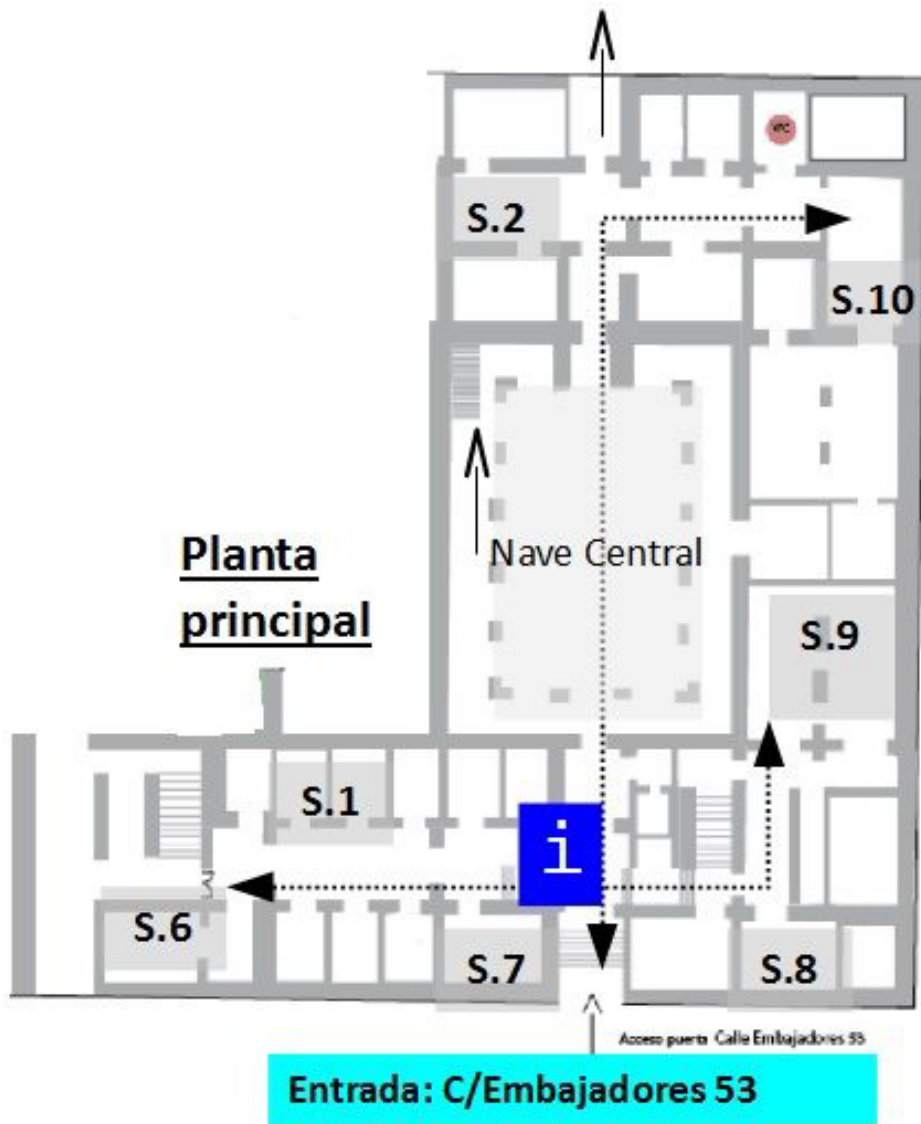 S.2
S.10
Nave Central
Planta
principal
S.9
S.1
i
S.6
S.7
S.8
Acceso puerta Calle Embajadores 53
Entrada: C/Embajadores 53